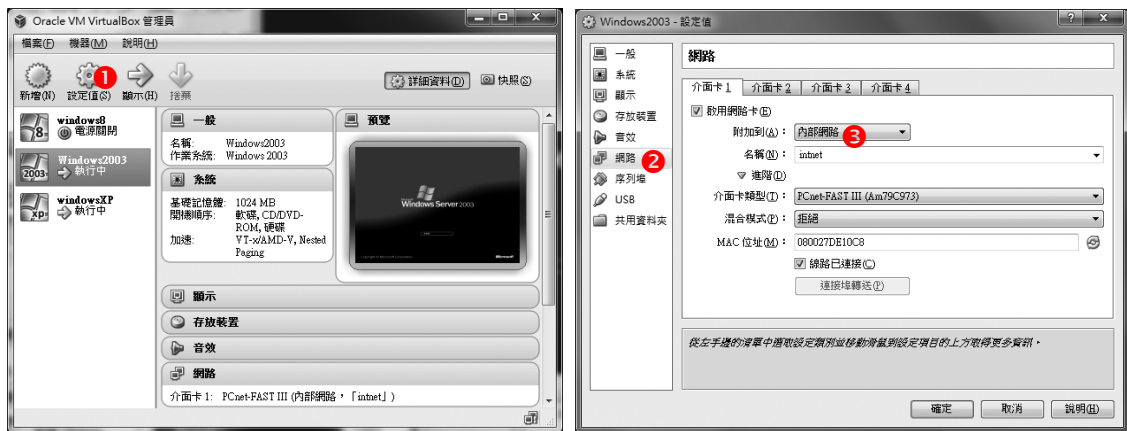 Oracle VM VirtualBox 管理員
檔案(F) 機器(M) 說明(H)
新增(N) 設定值(S) 顯示(H) 捨棄
1
詳細資料(D) 快照(S)
windows8
電源關閉
Windows2003
執行中
windowsXP
執行中
8
2003
xp
一般
名稱: Windows2003
作業系統: Windows 2003
系統
基礎記憶體: 1024 MB
開機順序: 軟碟, CD/DVD-
ROM, 硬碟
加速: VT-x/AMD-V, Nested
Paging
預覽
Windows Server 2003
顯示
存放裝置
音效
網路
介面卡 1: PCnet-FAST III (內部網路,「intnet」)
Windows2003 - 設定值
一般
系統
顯示
存放裝置
音效
網路 2
序列埠
USB
共用資料夾
網路
介面卡 1 介面卡 2 介面卡 3 介面卡 4
啟用網路卡(E)
附加到(A): 內部網路 3
名稱(N): intnet
進階(D)
介面卡類型(T): PCnet-FAST III (Am79C973)
混合模式(P): 拒絕
MAC 位址(M): 080027DE10C8
線路已連接(C)
連接埠轉送(P)
從左手邊的清單中選取設定類別並移動滑鼠到設定項目的上方取得更多資訊。
確定 取消 說明(H)